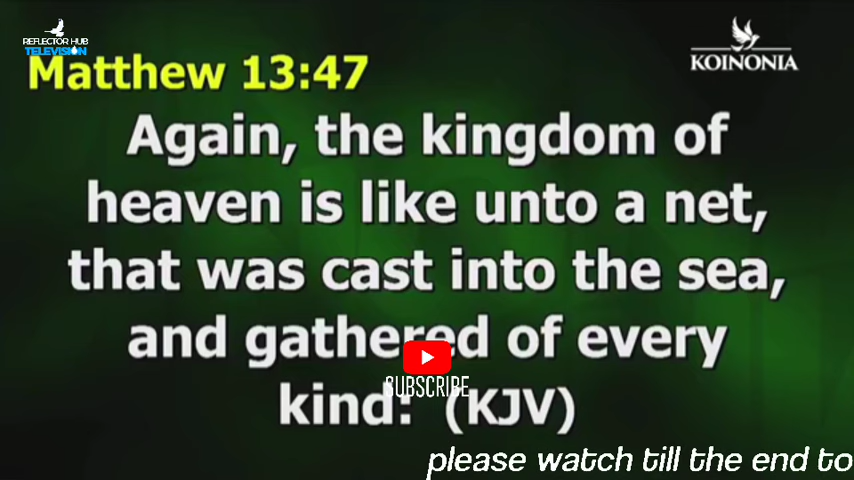 REFLECTOR HUB
TELEVISION
KOINONIA
Matthew 13:47
Again, the kingdom of
heaven is like unto a net,
that was cast into the sea,
and gathered of every
kind: (KJV)
SUBSCRIBE
please watch till the end to